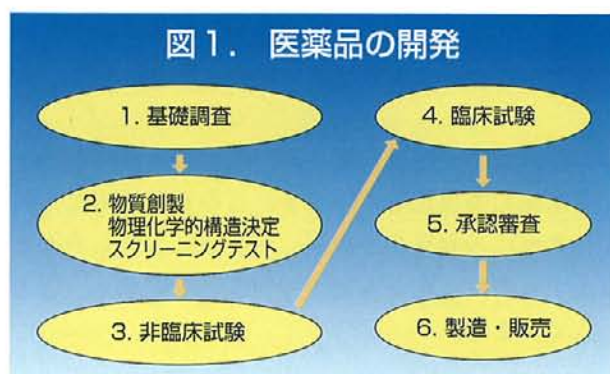 図1. 医薬品の開発
1. 基礎調査
2. 物質創製
物理化学的構造決定
スクリーニングテスト
3. 非臨床試験
4. 臨床試験
5. 承認審査
6. 製造・販売